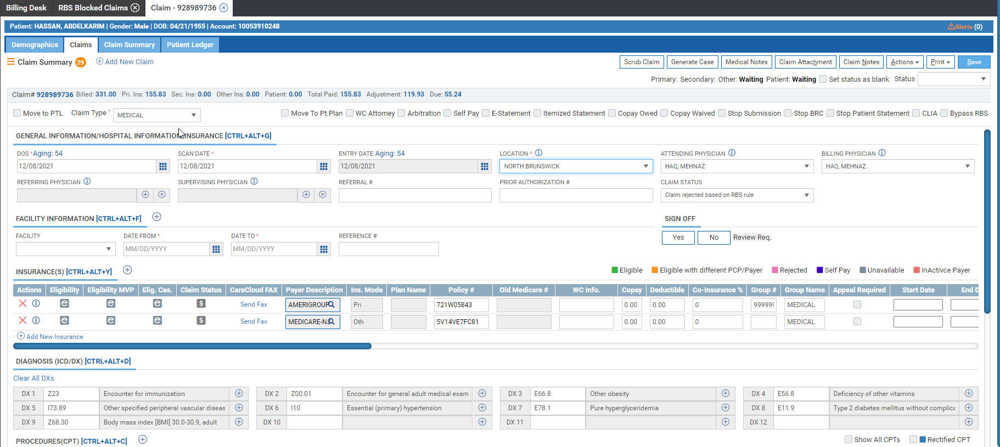 Billing Desk RBS Blocked Claims Claim - 928989736
Patient: HASSAN, ABDELKARIM | Gender: Male | DOB: 04/21/1955 | Account: 10053910248 Alerts (0)
Demographics Claims Claim Summary Patient Ledger
Claim Summary 29 Add New Claim Scrub Claim Generate Case Medical Notes Claim Attachment Claim Notes Actions Print Save
Primary: Secondary: Other: Waiting Patient: Waiting Set status as blank Status
Claim# 928989736 Billed: 331.00 Pri. Ins: 155.83 Sec. Ins: 0.00 Other Ins: 0.00 Patient: 0.00 Total Paid: 155.83 Adjustment: 119.93 Due: 55.24
Move to PTL Claim Type * MEDICAL Move To Pt.Plan WC Attorney Arbitration Self Pay E-Statement Itemized Statement Copay Owed Copay Waived Stop Submission Stop BRC Stop Patient Statement CLIA Bypass RBS
GENERAL INFORMATION/HOSPITAL INFORMATION/INSURANCE [CTRL+ALT+G]
DOS *Aging: 54 SCAN DATE * ENTRY DATE Aging: 54 LOCATION * ATTENDING PHYSICIAN BILLING PHYSICIAN
12/08/2021 12/08/2021 12/08/2021 NORTH BRUNSWICK HAQ, MEHNAZ HAQ, MEHNAZ
REFERRING PHYSICIAN SUPERVISING PHYSICIAN REFERRAL # PRIOR AUTHORIZATION # CLAIM STATUS
Claim rejected based on RBS rule
FACILITY INFORMATION [CTRL+ALT+F] SIGN OFF
FACILITY DATE FROM * DATE TO * REFERENCE # Yes No Review Req.
MM/DD/YYYY MM/DD/YYYY
INSURANCE(S) [CTRL+ALT+Y] Eligible Eligible with different PCP/Payer Rejected Self Pay Unavailable InActivce Payer
Actions Eligibility Eligibility MVP Elig. Cas. Claim Status CareCloud FAX Payer Description Ins. Mode Plan Name Policy # Old Medicare # WC Info. Copay Deductible Co-Insurance % Group # Group Name Appeal Required Start Date End D
e e e $ Send Fax AMERIGROUP Pri 721W05843 0.00 0.00 0 99999 MEDICAL
e e e $ Send Fax MEDICARE-NJ Oth 5V14VE7FC81 0.00 0.00 0 MEDICAL
Add New Insurance
DIAGNOSIS (ICD/DX) [CTRL+ALT+D]
Clear All DXs
DX 1 Z23 Encounter for immunization DX 2 Z00.01 Encounter for general adult medical exam DX 3 E66.8 Other obesity DX 4 E56.8 Deficiency of other vitamins
DX 5 I73.89 Other specified peripheral vascular diseas DX 6 I10 Essential (primary) hypertension DX 7 E78.1 Pure hyperglyceridemia DX 8 E11.9 Type 2 diabetes mellitus without complica
DX 9 Z68.30 Body mass index [BMI] 30.0-30.9, adult DX 10 DX 11 DX 12
PROCEDURES(CPT) [CTRL+ALT+C] Show All CPTs Rectified CPT